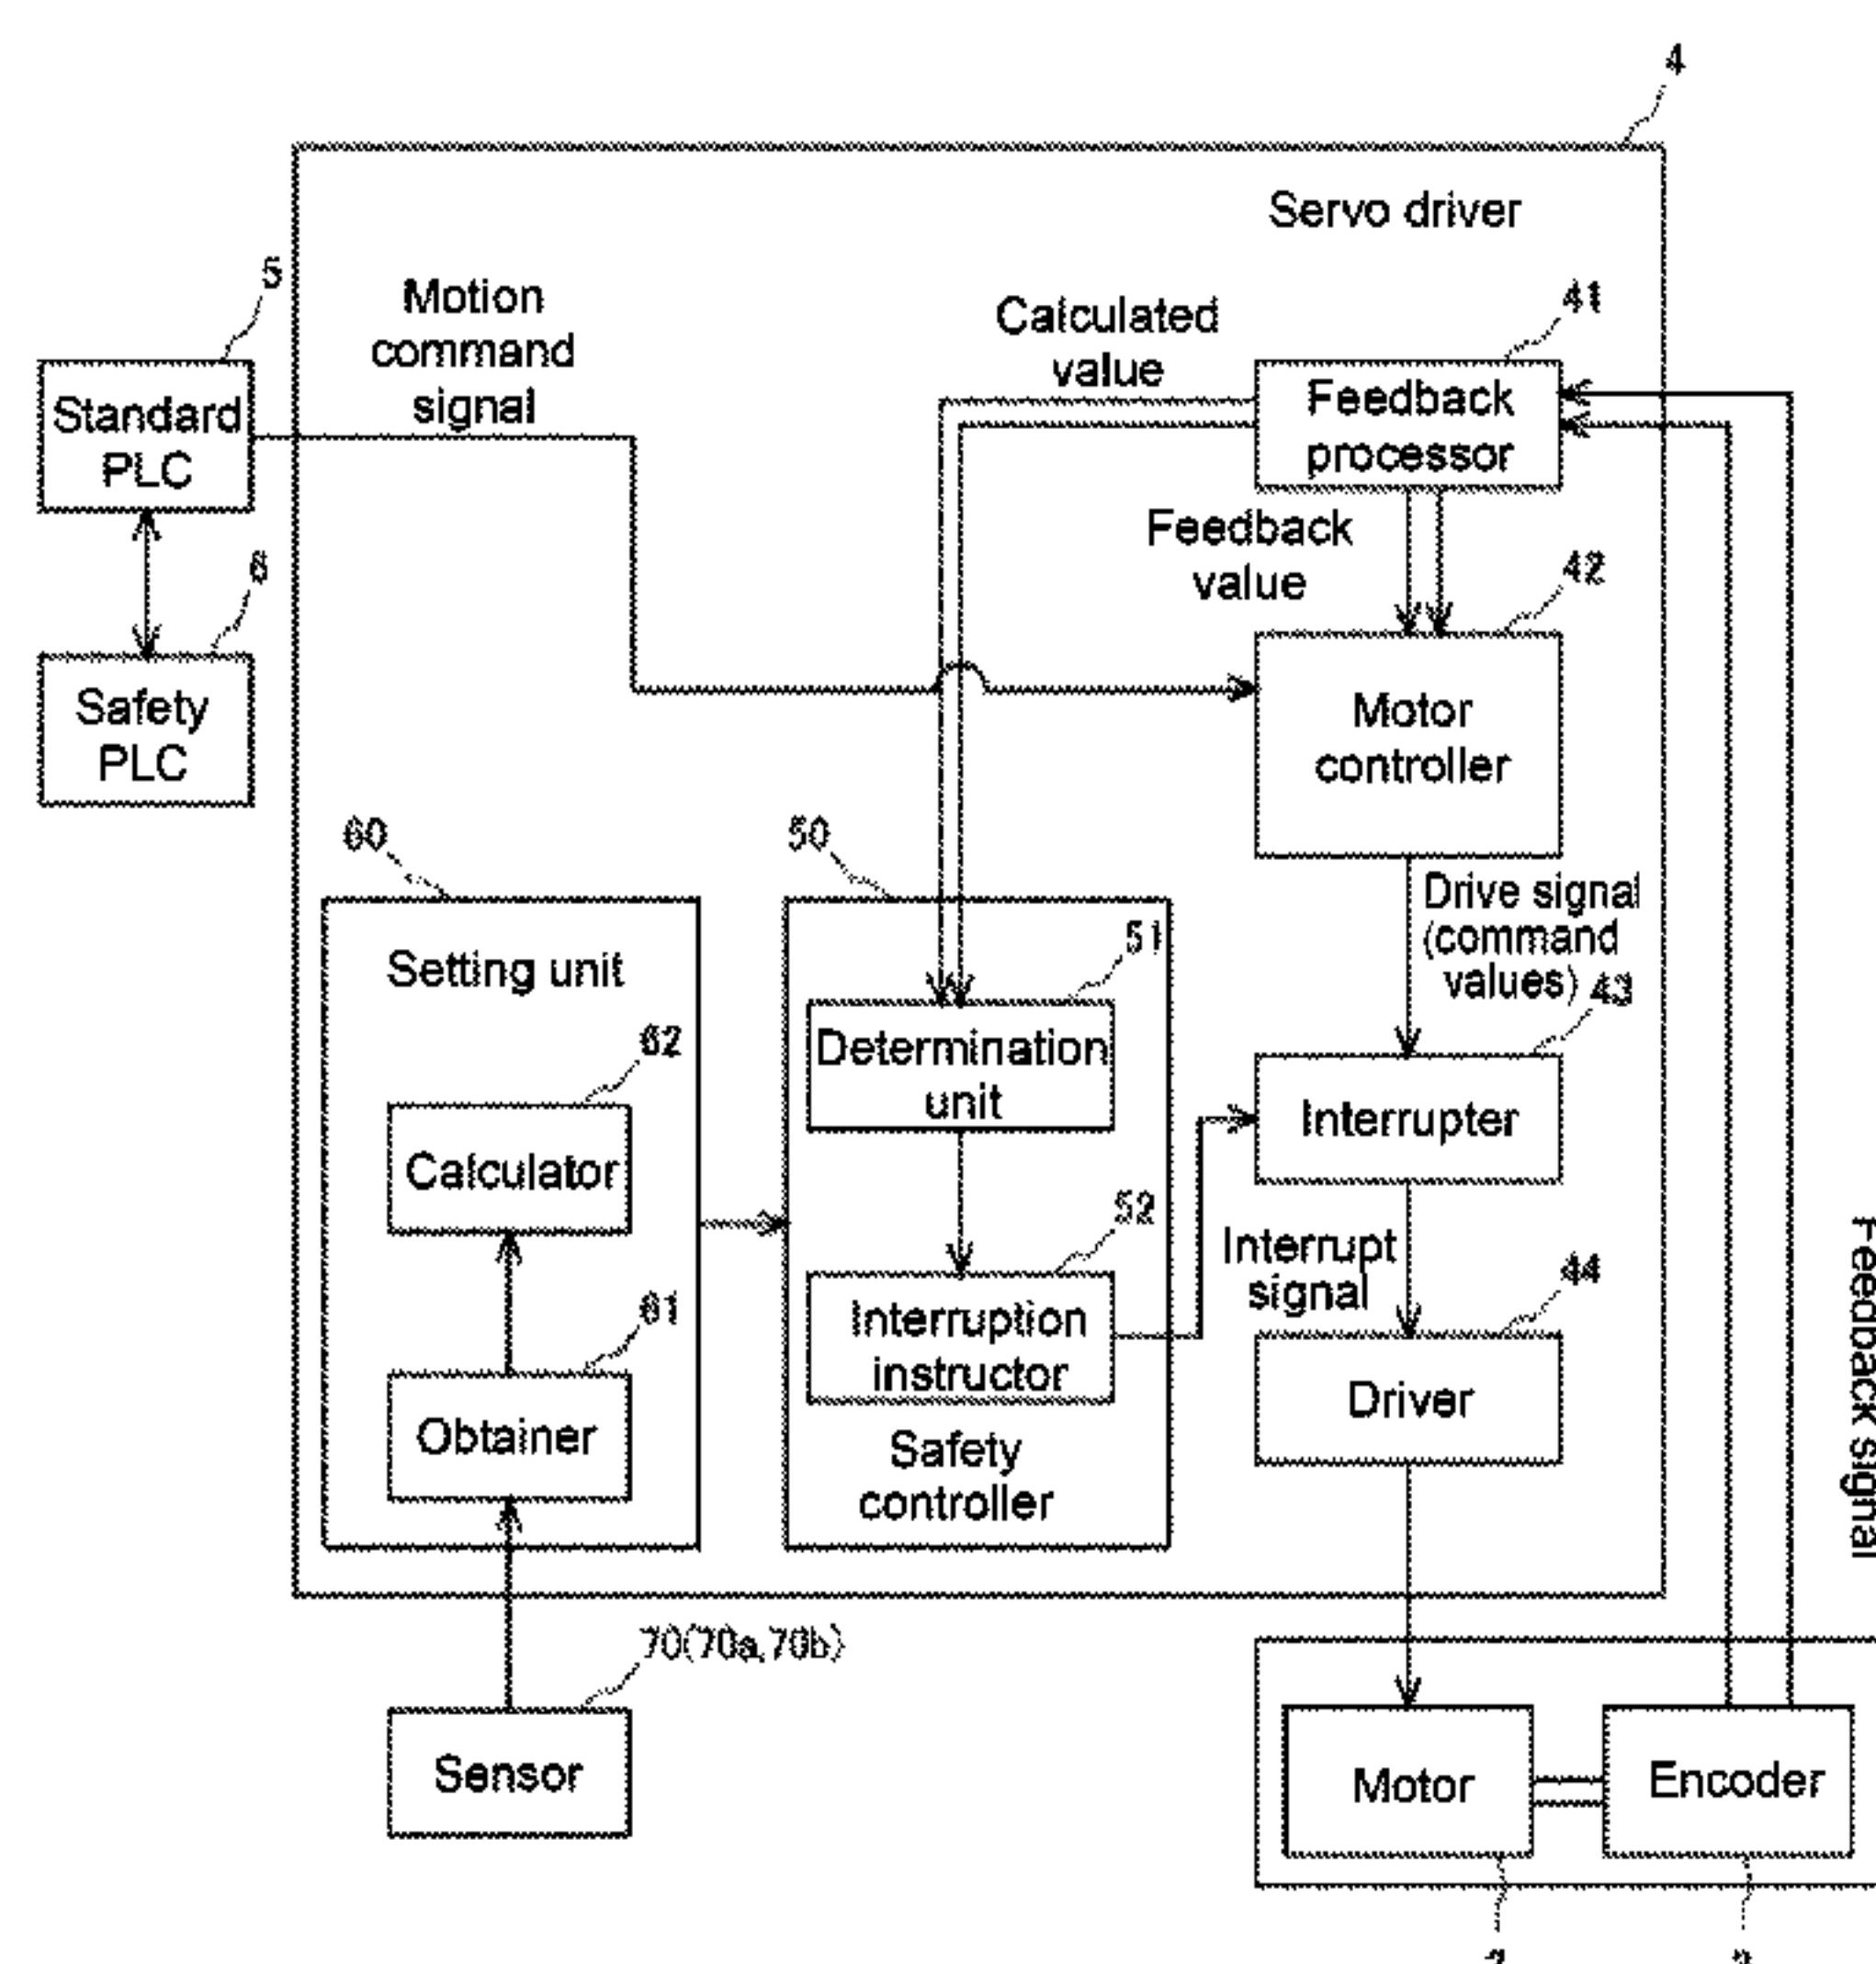 4
Servo driver
5
Motion
command
signal
Calculated
value
41
Standard
PLC
Feedback
processor
Feedback
value
6
42
Safety
PLC
Motor
controller
60
50
Drive signal
(command
values)
43
Setting unit
51
Determination
unit
62
Calculator
Interrupter
52
Interrupt
signal
44
Interruption
instructor
61
Obtainer
Driver
Safety
controller
Feedback signal
70(70a,70b)
Sensor
Motor
Encoder